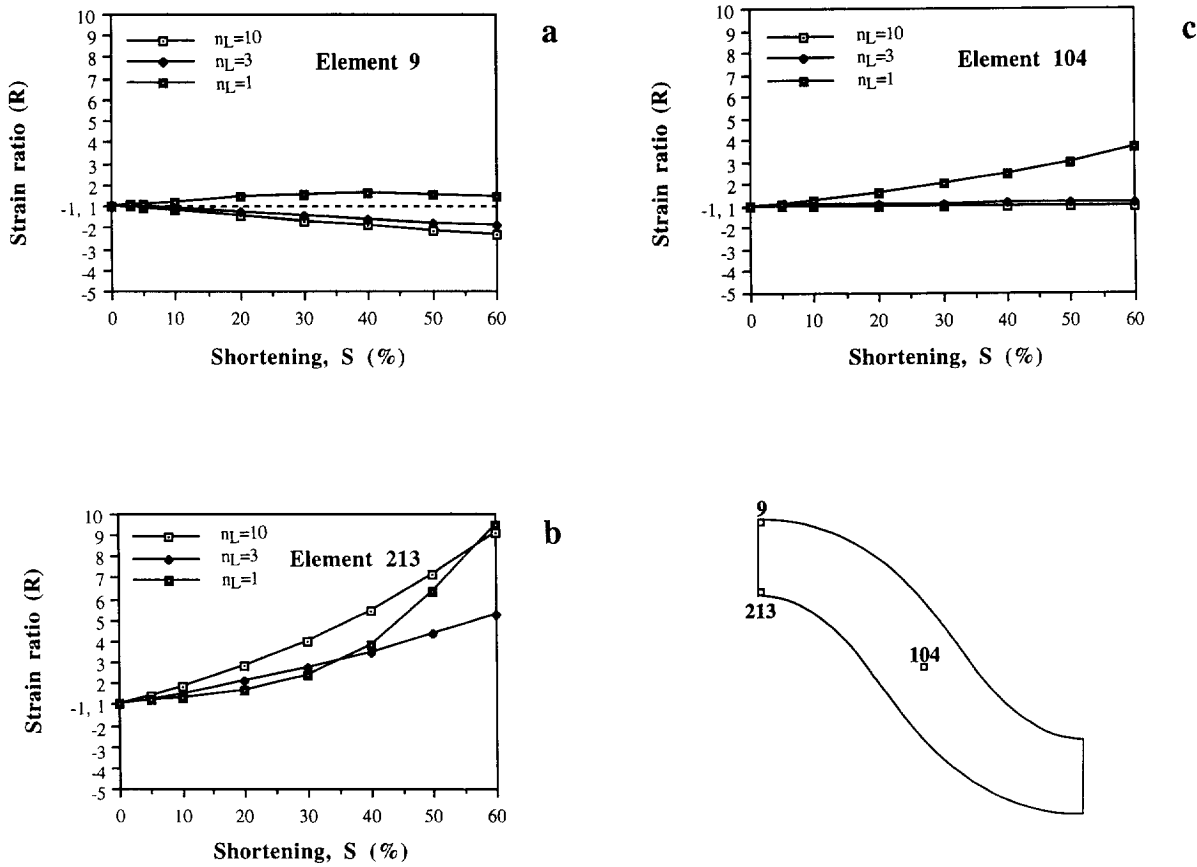 a
10
9
8
7
6
5
4
3
2
-1, 1
-2
-3
-4
-5
Strain ratio (R)
nL=10
nL=3
nL=1
Element 9
0 10 20 30 40 50 60
Shortening, S (%)
c
10
9
8
7
6
5
4
3
2
-1, 1
-2
-3
-4
-5
Strain ratio (R)
nL=10
nL=3
nL=1
Element 104
0 10 20 30 40 50 60
Shortening, S (%)
b
10
9
8
7
6
5
4
3
2
-1, 1
-2
-3
-4
-5
Strain ratio (R)
nL=10
nL=3
nL=1
Element 213
0 10 20 30 40 50 60
Shortening, S (%)
9
213
104